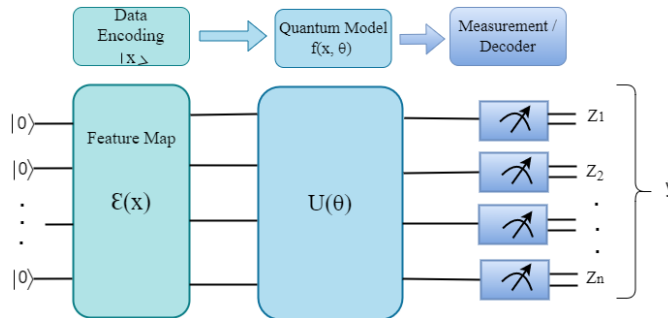 Data
Encoding
|x>
Quantum Model
f(x, θ)
Measurement /
Decoder
|0⟩
|0⟩
|0⟩
Feature Map
ℰ(x)
U(θ)
Z1
Z2
Zn
y